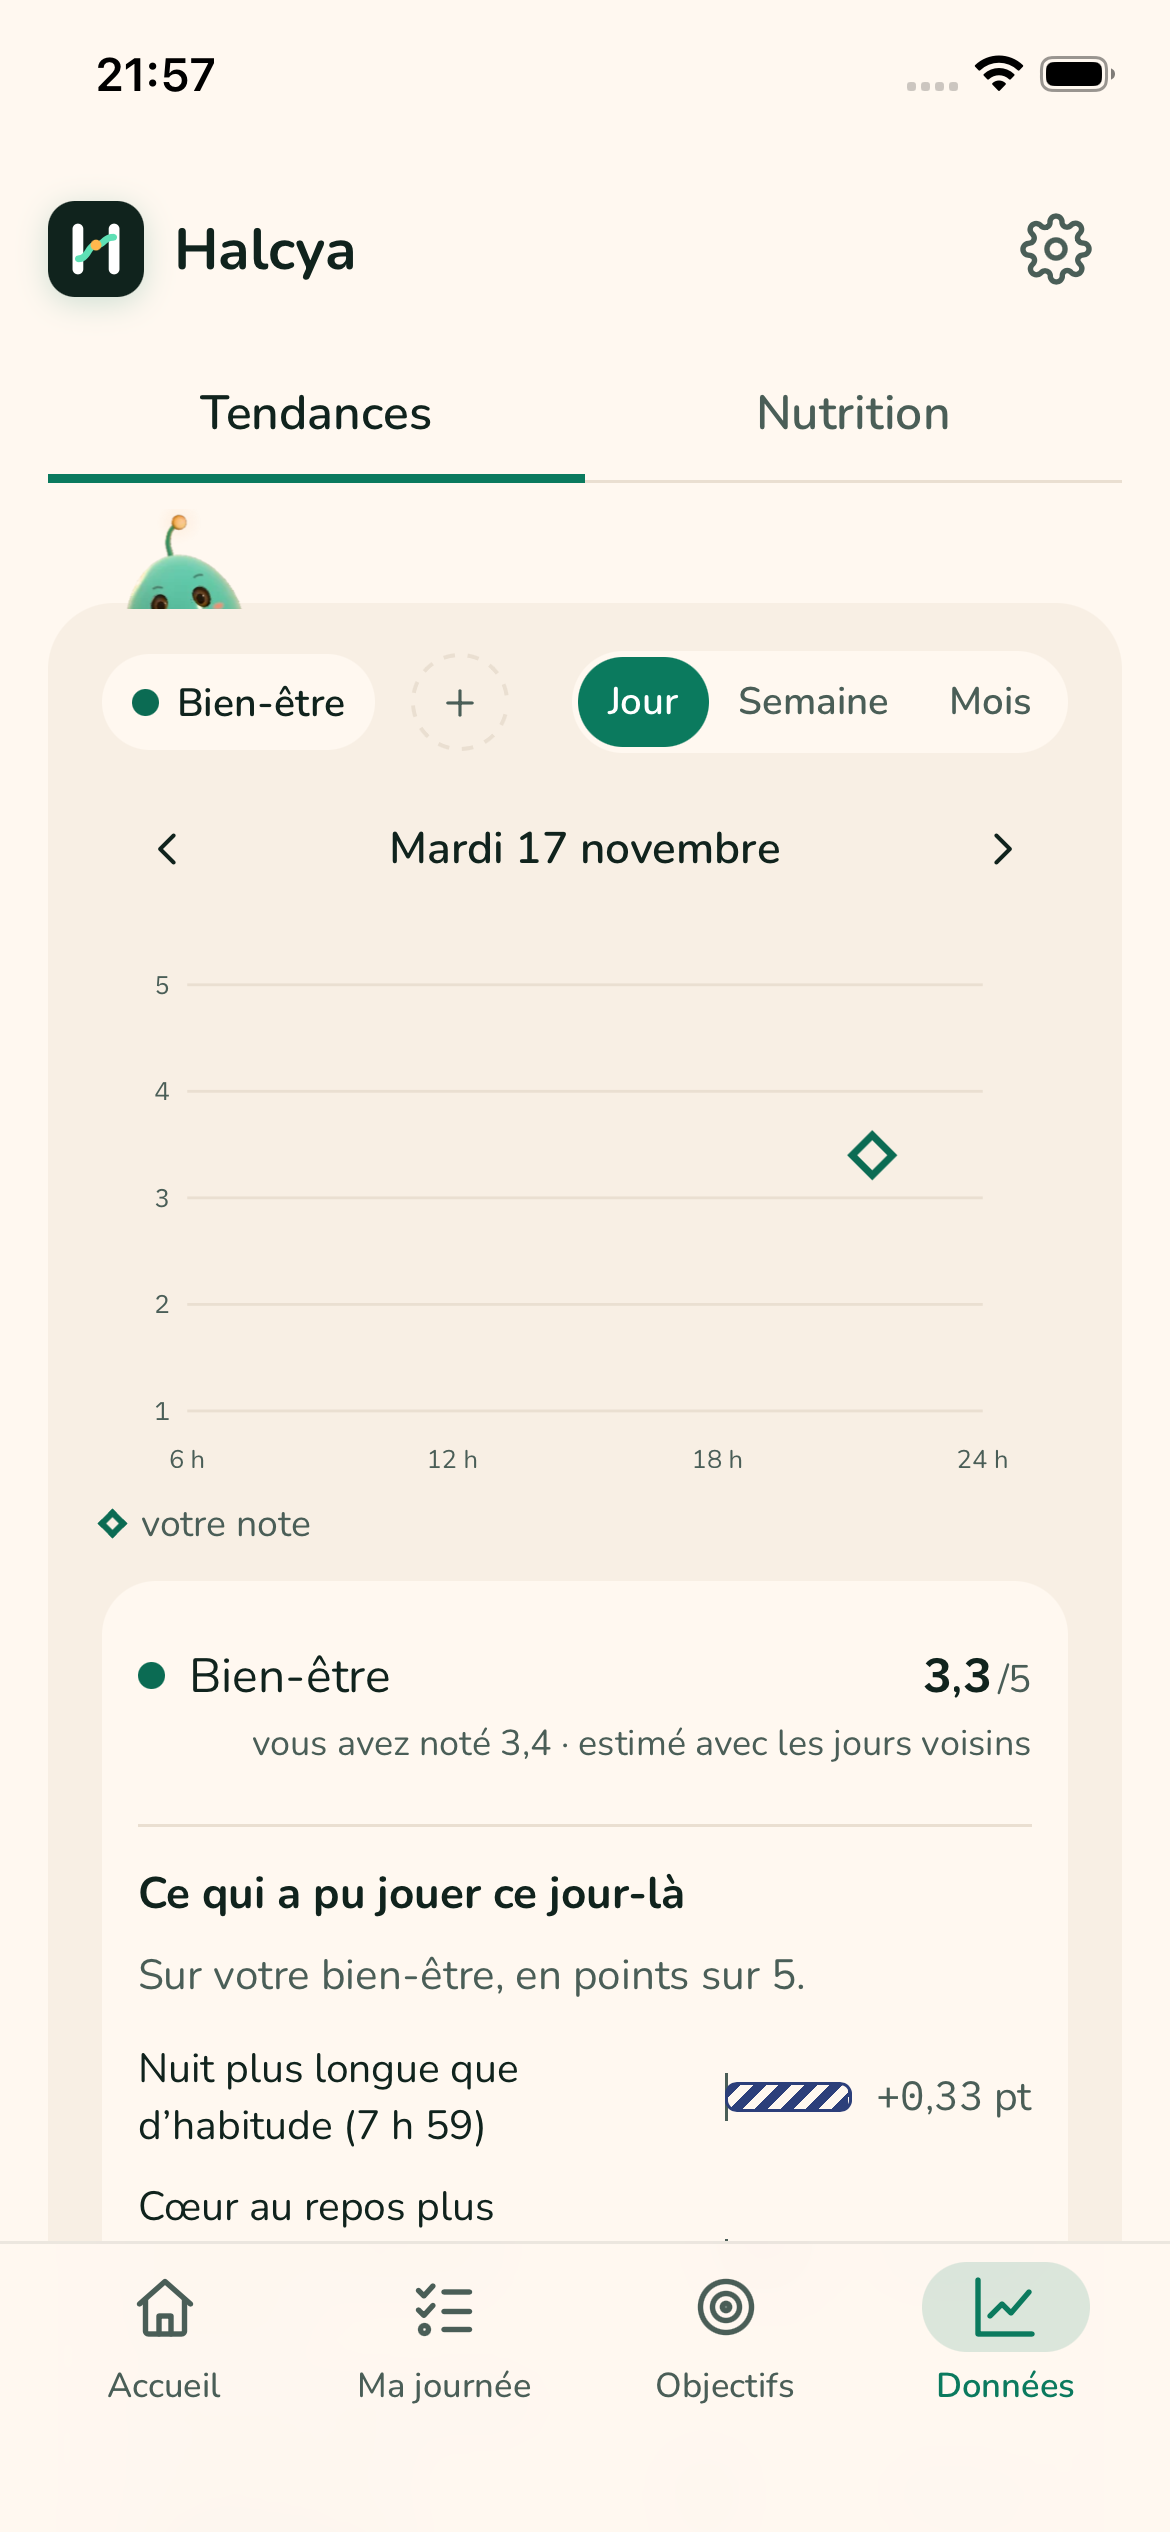 21:57
Halcya
Tendances
Nutrition
Bien-être
+
Jour
Semaine
Mois
Mardi 17 novembre
5
4
3
2
1
6 h
12 h
18 h
24 h
votre note
Bien-être
3,3 /5
vous avez noté 3,4 · estimé avec les jours voisins
Ce qui a pu jouer ce jour-là
Sur votre bien-être, en points sur 5.
Nuit plus longue que
d’habitude (7 h 59)
+0,33 pt
Cœur au repos plus
Accueil
Ma journée
Objectifs
Données